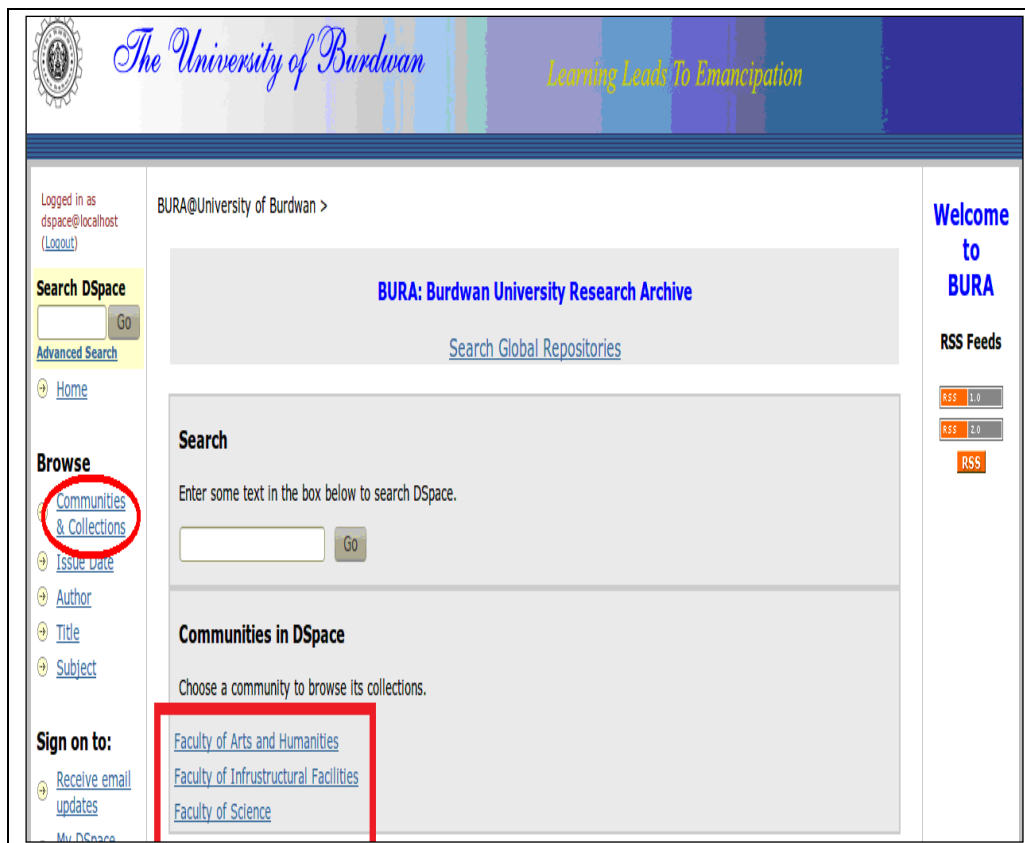 The University of Burdwan
Learning Leads To Emancipation
Logged in as
dspace@localhost
(Logout)
Search DSpace
Go
Advanced Search
Home
Browse
Communities
& Collections
Issue Date
Author
Title
Subject
Sign on to:
Receive email
updates
My DSpace
BURA@University of Burdwan >
BURA: Burdwan University Research Archive
Search Global Repositories
Search
Enter some text in the box below to search DSpace.
Go
Communities in DSpace
Choose a community to browse its collections.
Faculty of Arts and Humanities
Faculty of Infrustructural Facilities
Faculty of Science
Welcome
to
BURA
RSS Feeds
RSS 1.0
RSS 2.0
RSS